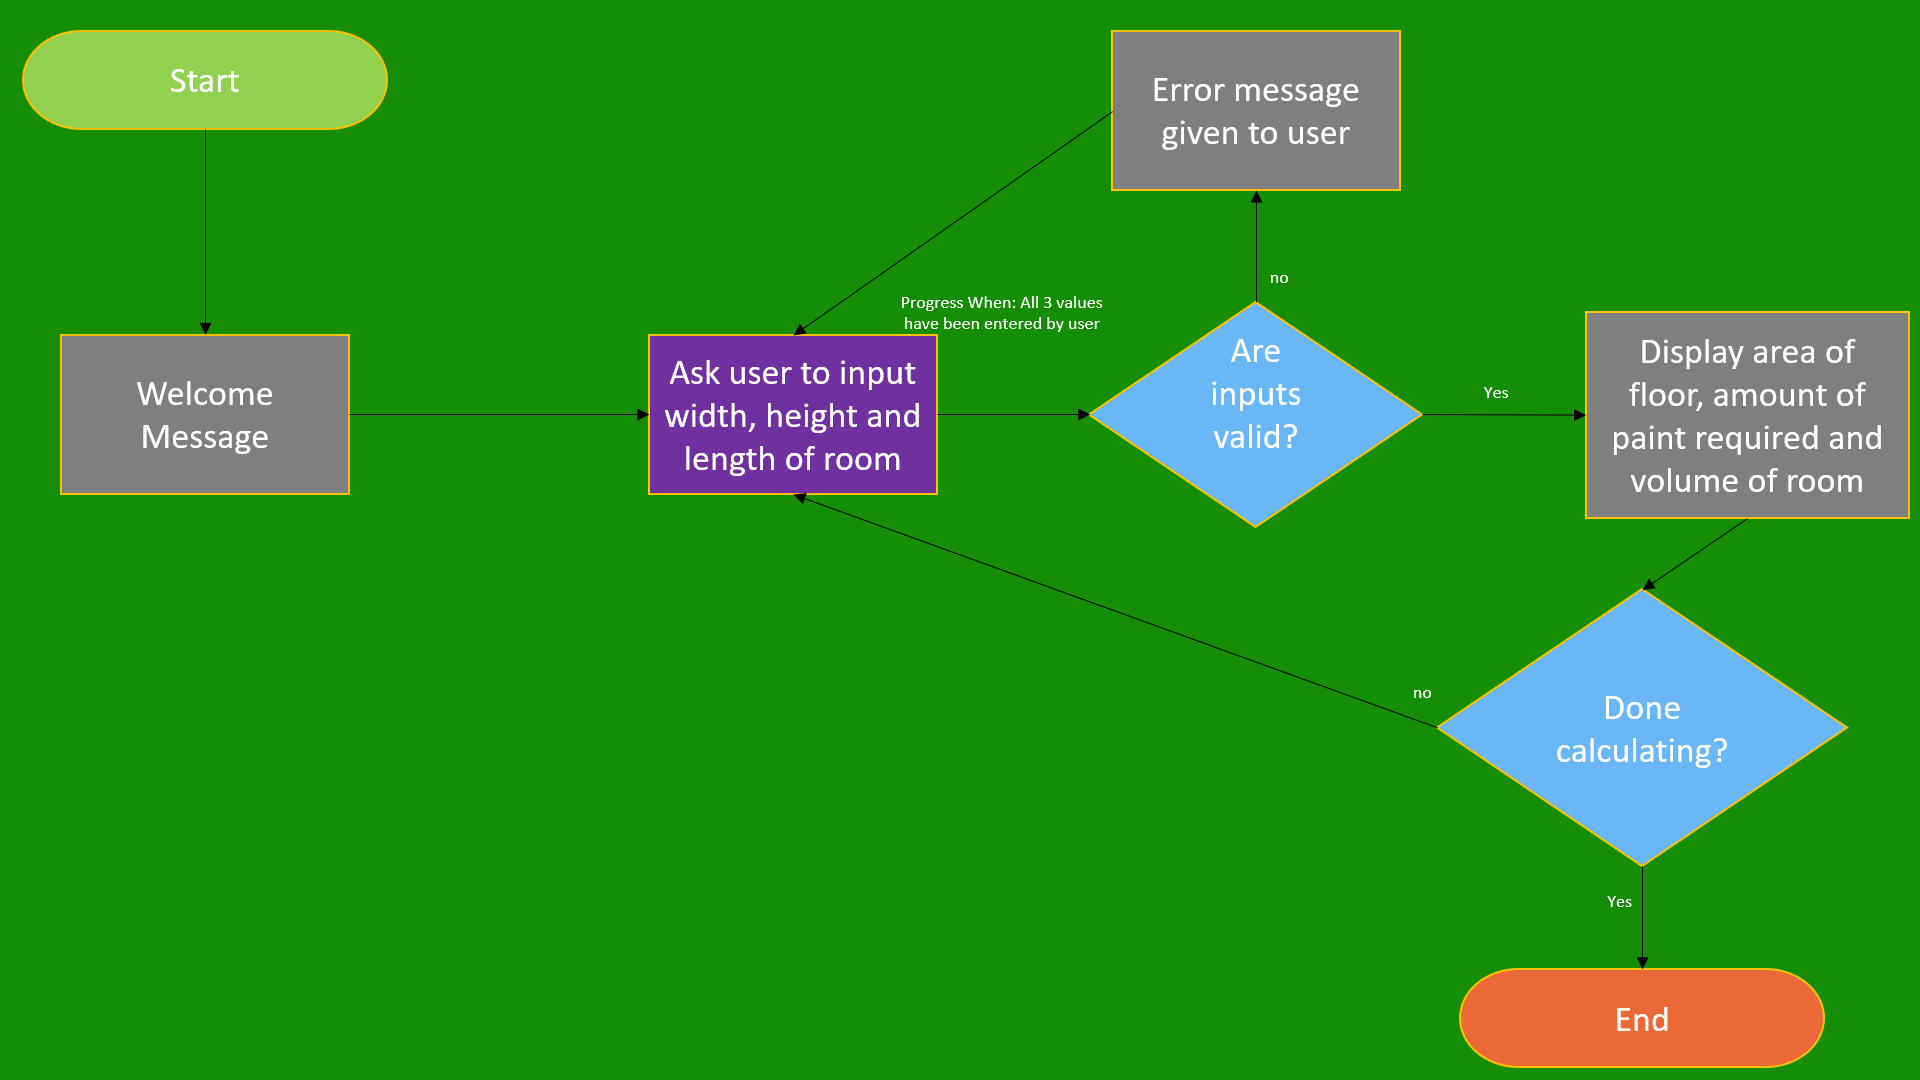 Start
Error message
given to user
no
Progress When: All 3 values
have been entered by user
Welcome
Message
Ask user to input
width, height and
length of room
Are
inputs
valid?
Yes
Display area of
floor, amount of
paint required and
volume of room
no
Done
calculating?
Yes
End